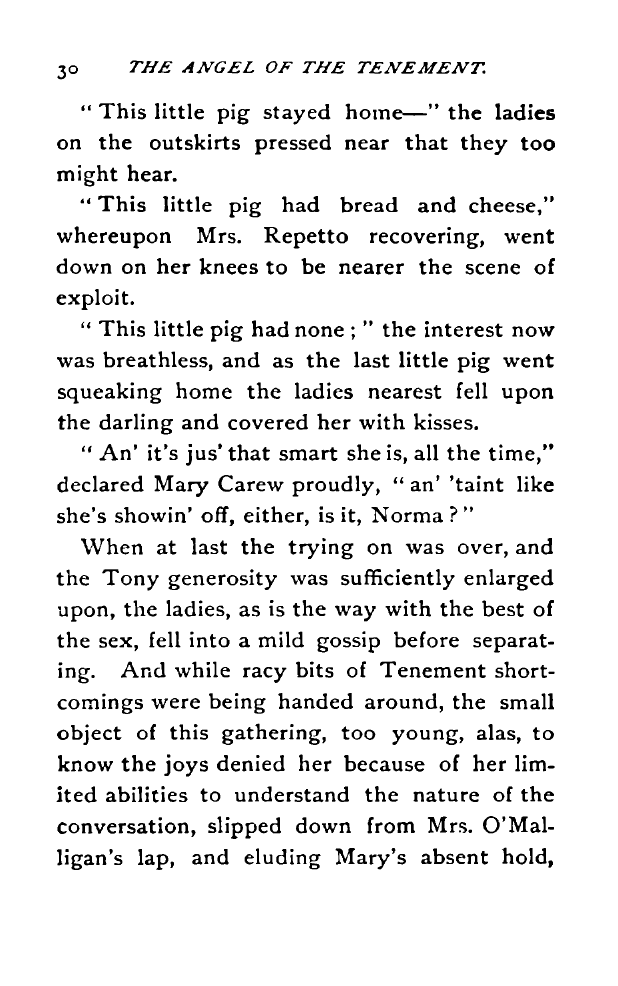 30 THE ANGEL OF THE TENEMENT.
“ This little pig stayed home—” the ladies
on the outskirts pressed near that they too
might hear.
“ This little pig had bread and cheese,”
whereupon Mrs. Repetto recovering, went
down on her knees to be nearer the scene of
exploit.
“ This little pig had none ; ” the interest now
was breathless, and as the last little pig went
squeaking home the ladies nearest fell upon
the darling and covered her with kisses.
“ An’ it’s jus’ that smart she is, all the time,”
declared Mary Carew proudly, “ an’ ’taint like
she’s showin’ off, either, is it, Norma ? ”
When at last the trying on was over, and
the Tony generosity was sufficiently enlarged
upon, the ladies, as is the way with the best of
the sex, fell into a mild gossip before separat-
ing. And while racy bits of Tenement short-
comings were being handed around, the small
object of this gathering, too young, alas, to
know the joys denied her because of her lim-
ited abilities to understand the nature of the
conversation, slipped down from Mrs. O’Mal-
ligan’s lap, and eluding Mary’s absent hold,